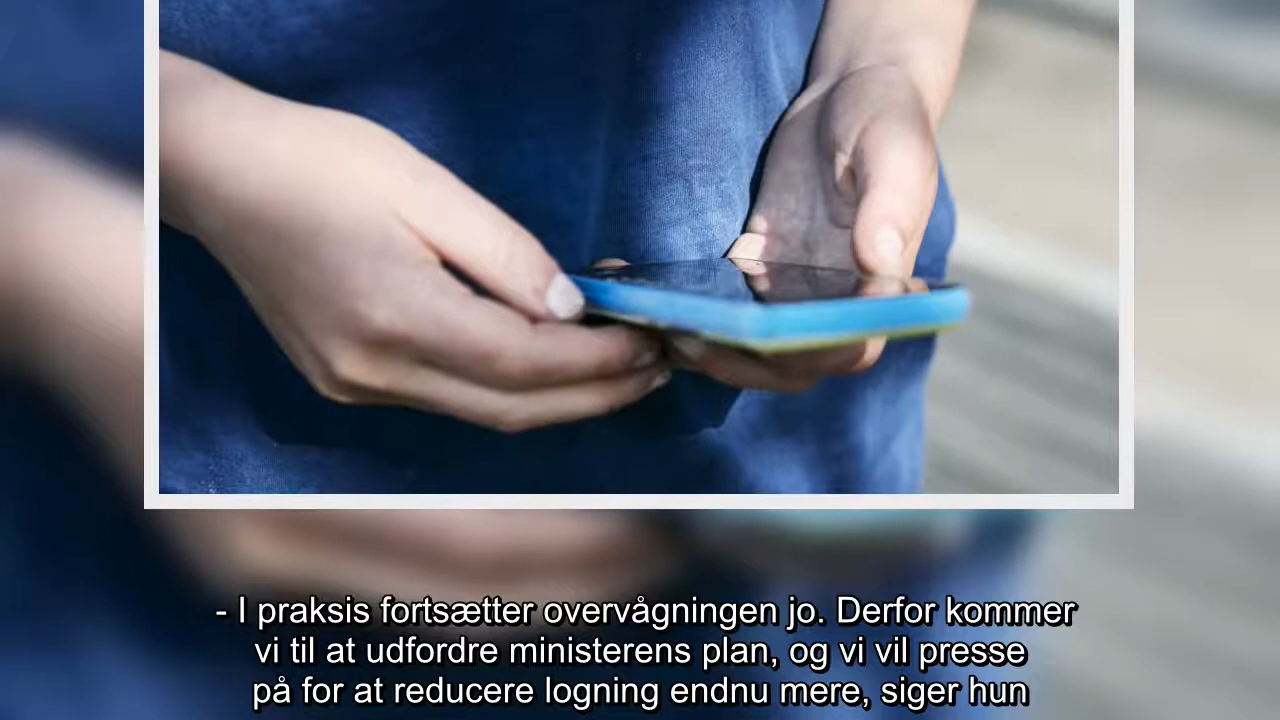 - I praksis fortsætter overvågningen jo. Derfor kommer
vi til at udfordre ministerens plan, og vi vil presse
på for at reducere logning endnu mere, siger hun